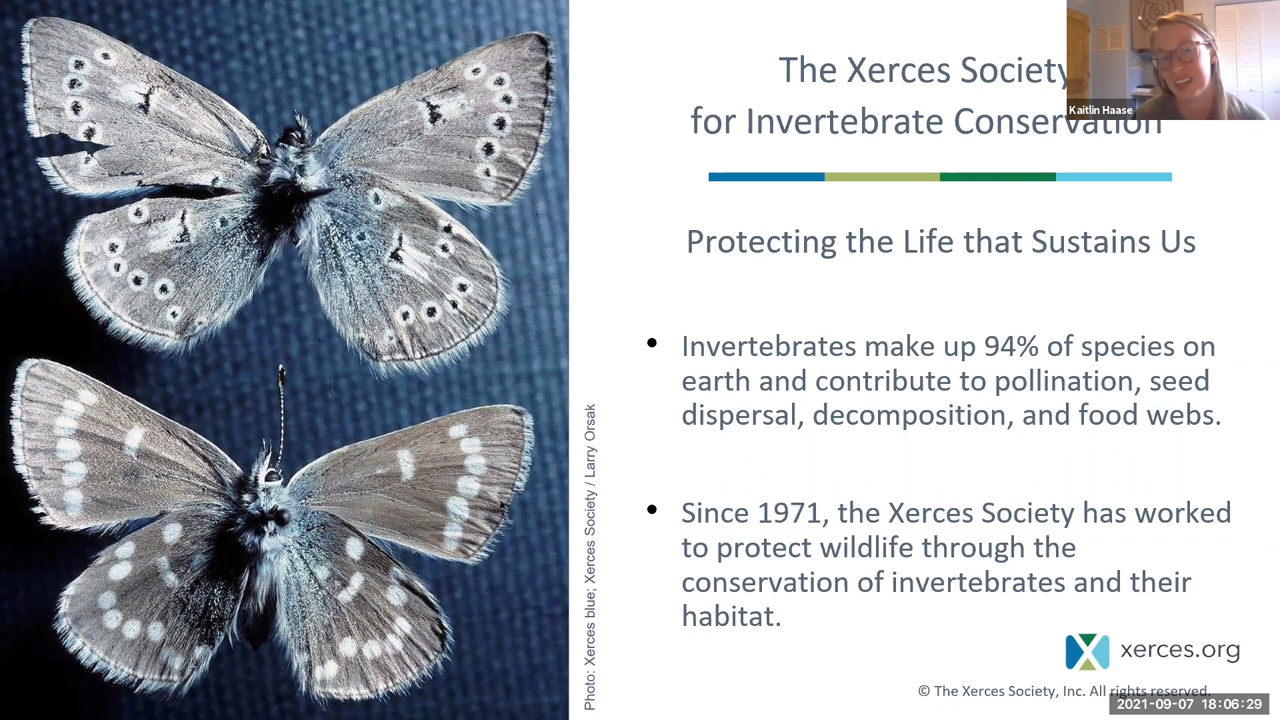 The Xerces Society
for Invertebrate Conservation
Kaitlin Haase
Protecting the Life that Sustains Us
• Invertebrates make up 94% of species on
earth and contribute to pollination, seed
dispersal, decomposition, and food webs.
• Since 1971, the Xerces Society has worked
to protect wildlife through the
conservation of invertebrates and their
habitat.
Photo: Xerces blue; Xerces Society / Larry Orsak
xerces.org
© The Xerces Society, Inc. All rights reserved.
2021-09-07 18:06:29